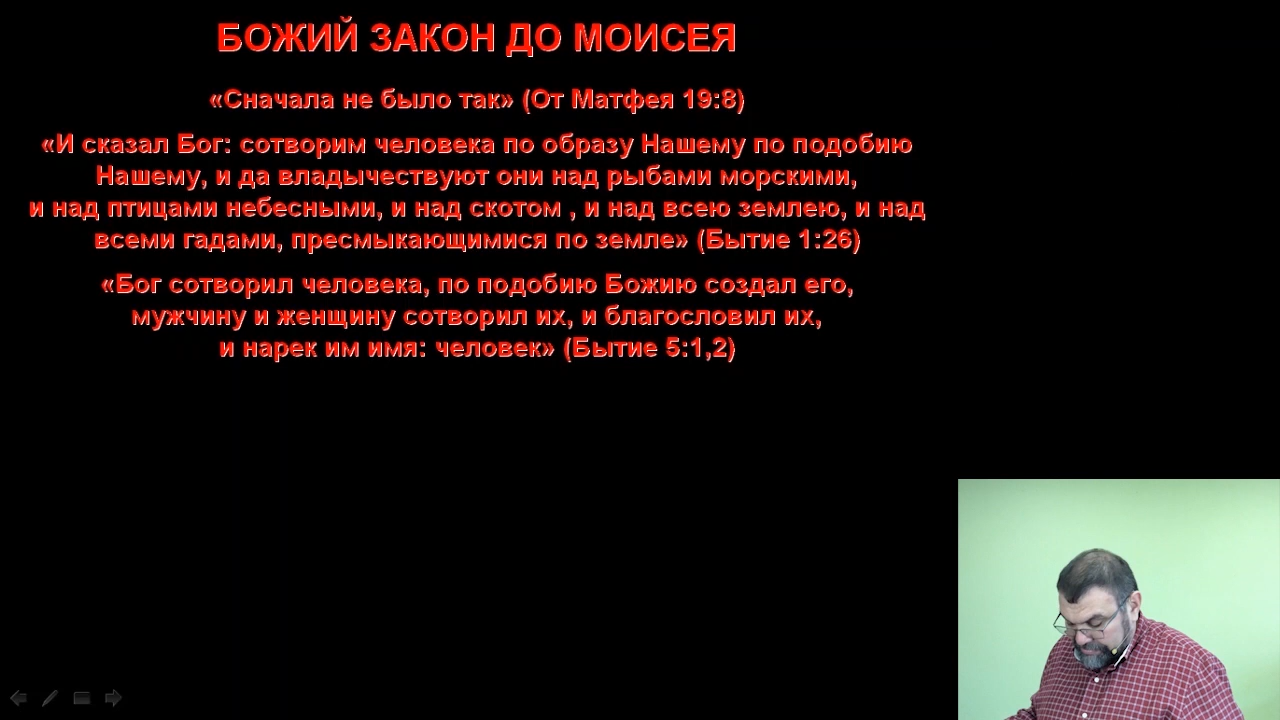 БОЖИЙ ЗАКОН ДО МОИСЕЯ
«Сначала не было так» (От Матфея 19:8)
«И сказал Бог: сотворим человека по образу Нашему по подобию
Нашему, и да владычествуют они над рыбами морскими,
и над птицами небесными, и над скотом , и над всею землею, и над
всеми гадами, пресмыкающимися по земле» (Бытие 1:26)
«Бог сотворил человека, по подобию Божию создал его,
мужчину и женщину сотворил их, и благословил их,
и нарек им имя: человек» (Бытие 5:1,2)